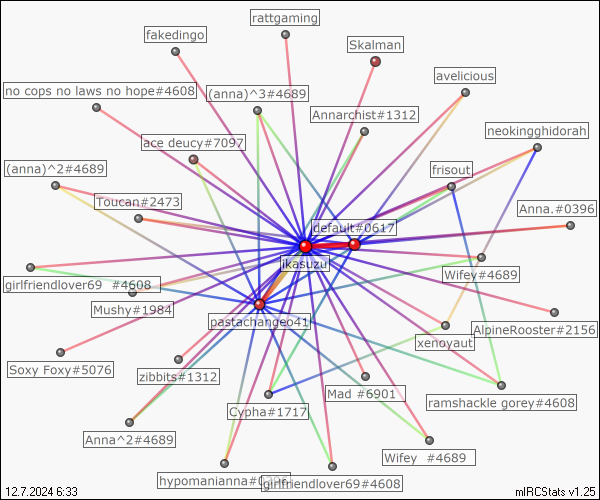 rattgaming
fakedingo
Skalman
avelicious
no cops no laws no hope#4608
(anna)^3#4689
Annarchist#1312
neokingghidorah
ace deucy#7097
(anna)^2#4689
frisout
Toucan#2473
Anna.#0396
default#0617
ikasuzu
Wifey#4689
girlfriendlover69 #4608
Mushy#1984
pastachangeo41
AlpineRooster#2156
xenoyaut
Soxy Foxy#5076
zibbits#1312
Mad #6901
ramshackle gorey#4608
Cypha#1717
Anna^2#4689
Wifey #4689
hypomanianna#
girlfriendlover69#4608
12.7.2024 6:33
mIRCStats v1.25